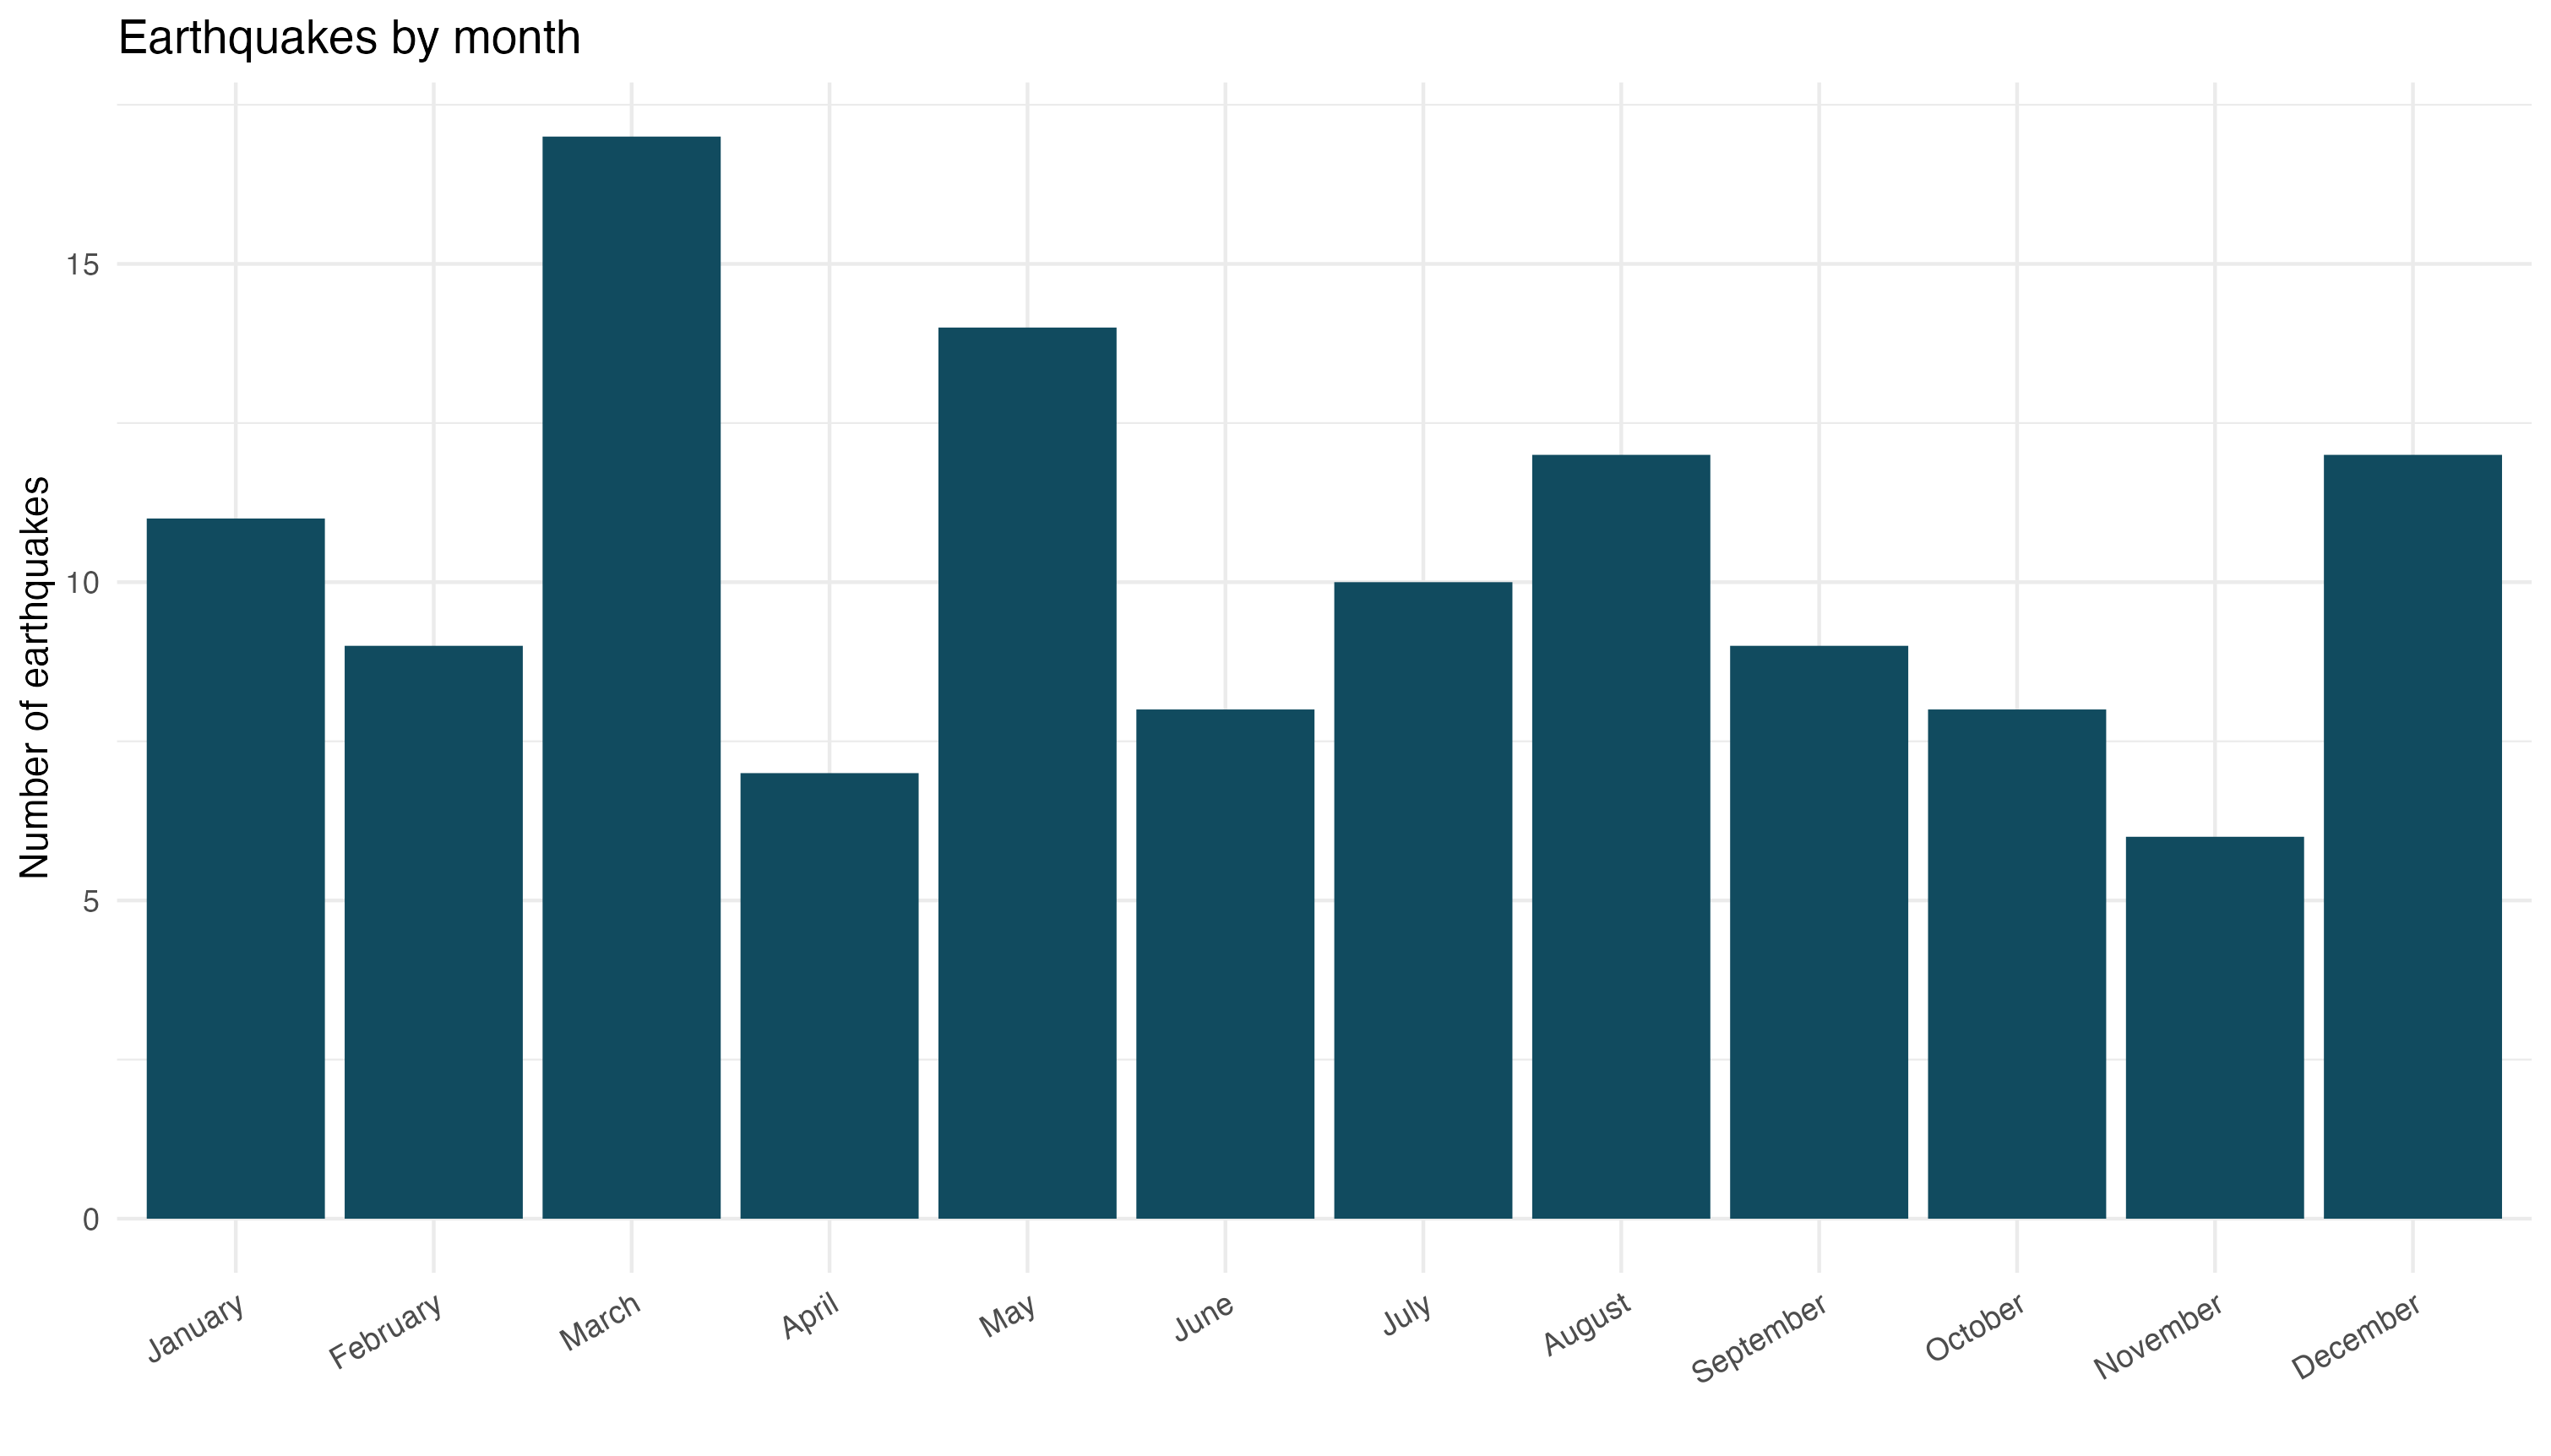 Earthquakes by month
Number of earthquakes
15
10
5
0
January
February
March
April
May
June
July
August
September
October
November
December